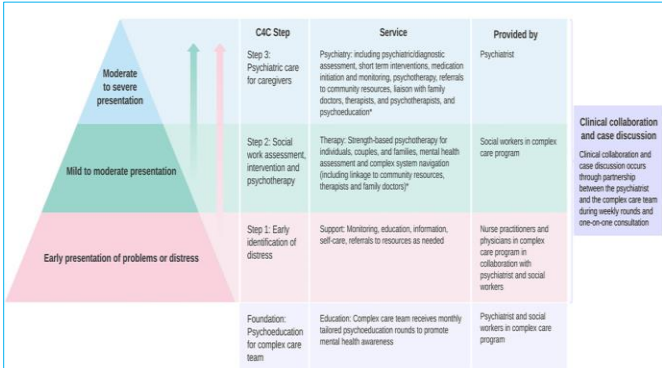 C4C Step
Service
Provided by
Moderate
to severe
presentation
Step 3:
Psychiatric care
for caregivers
Psychiatry: including psychiatric/diagnostic
assessment, short term interventions, medication
initiation and monitoring, psychotherapy, referrals
to community resources, liaison with family
doctors, therapists, and psychotherapists, and
psychoeducation*
Psychiatrist
Mild to moderate presentation
Step 2: Social
work assessment,
intervention and
psychotherapy
Therapy: Strength-based psychotherapy for
individuals, couples, and families, mental health
assessment and complex system navigation
(including linkage to community resources,
therapists and family doctors)*
Social workers in complex
care program
Early presentation of problems or distress
Step 1: Early
identification of
distress
Support: Monitoring, education, information,
self-care, referrals to resources as needed
Nurse practitioners and
physicians in complex
care program in
collaboration with
psychiatrist and social
workers
Foundation:
Psychoeducation
for complex care
team
Education: Complex care team receives monthly
tailored psychoeducation rounds to promote
mental health awareness
Psychiatrist and social
workers in complex care
program
Clinical collaboration
and case discussion
Clinical collaboration and
case discussion occurs
through partnership
between the psychiatrist
and the complex care team
during weekly rounds and
one-on-one consultation